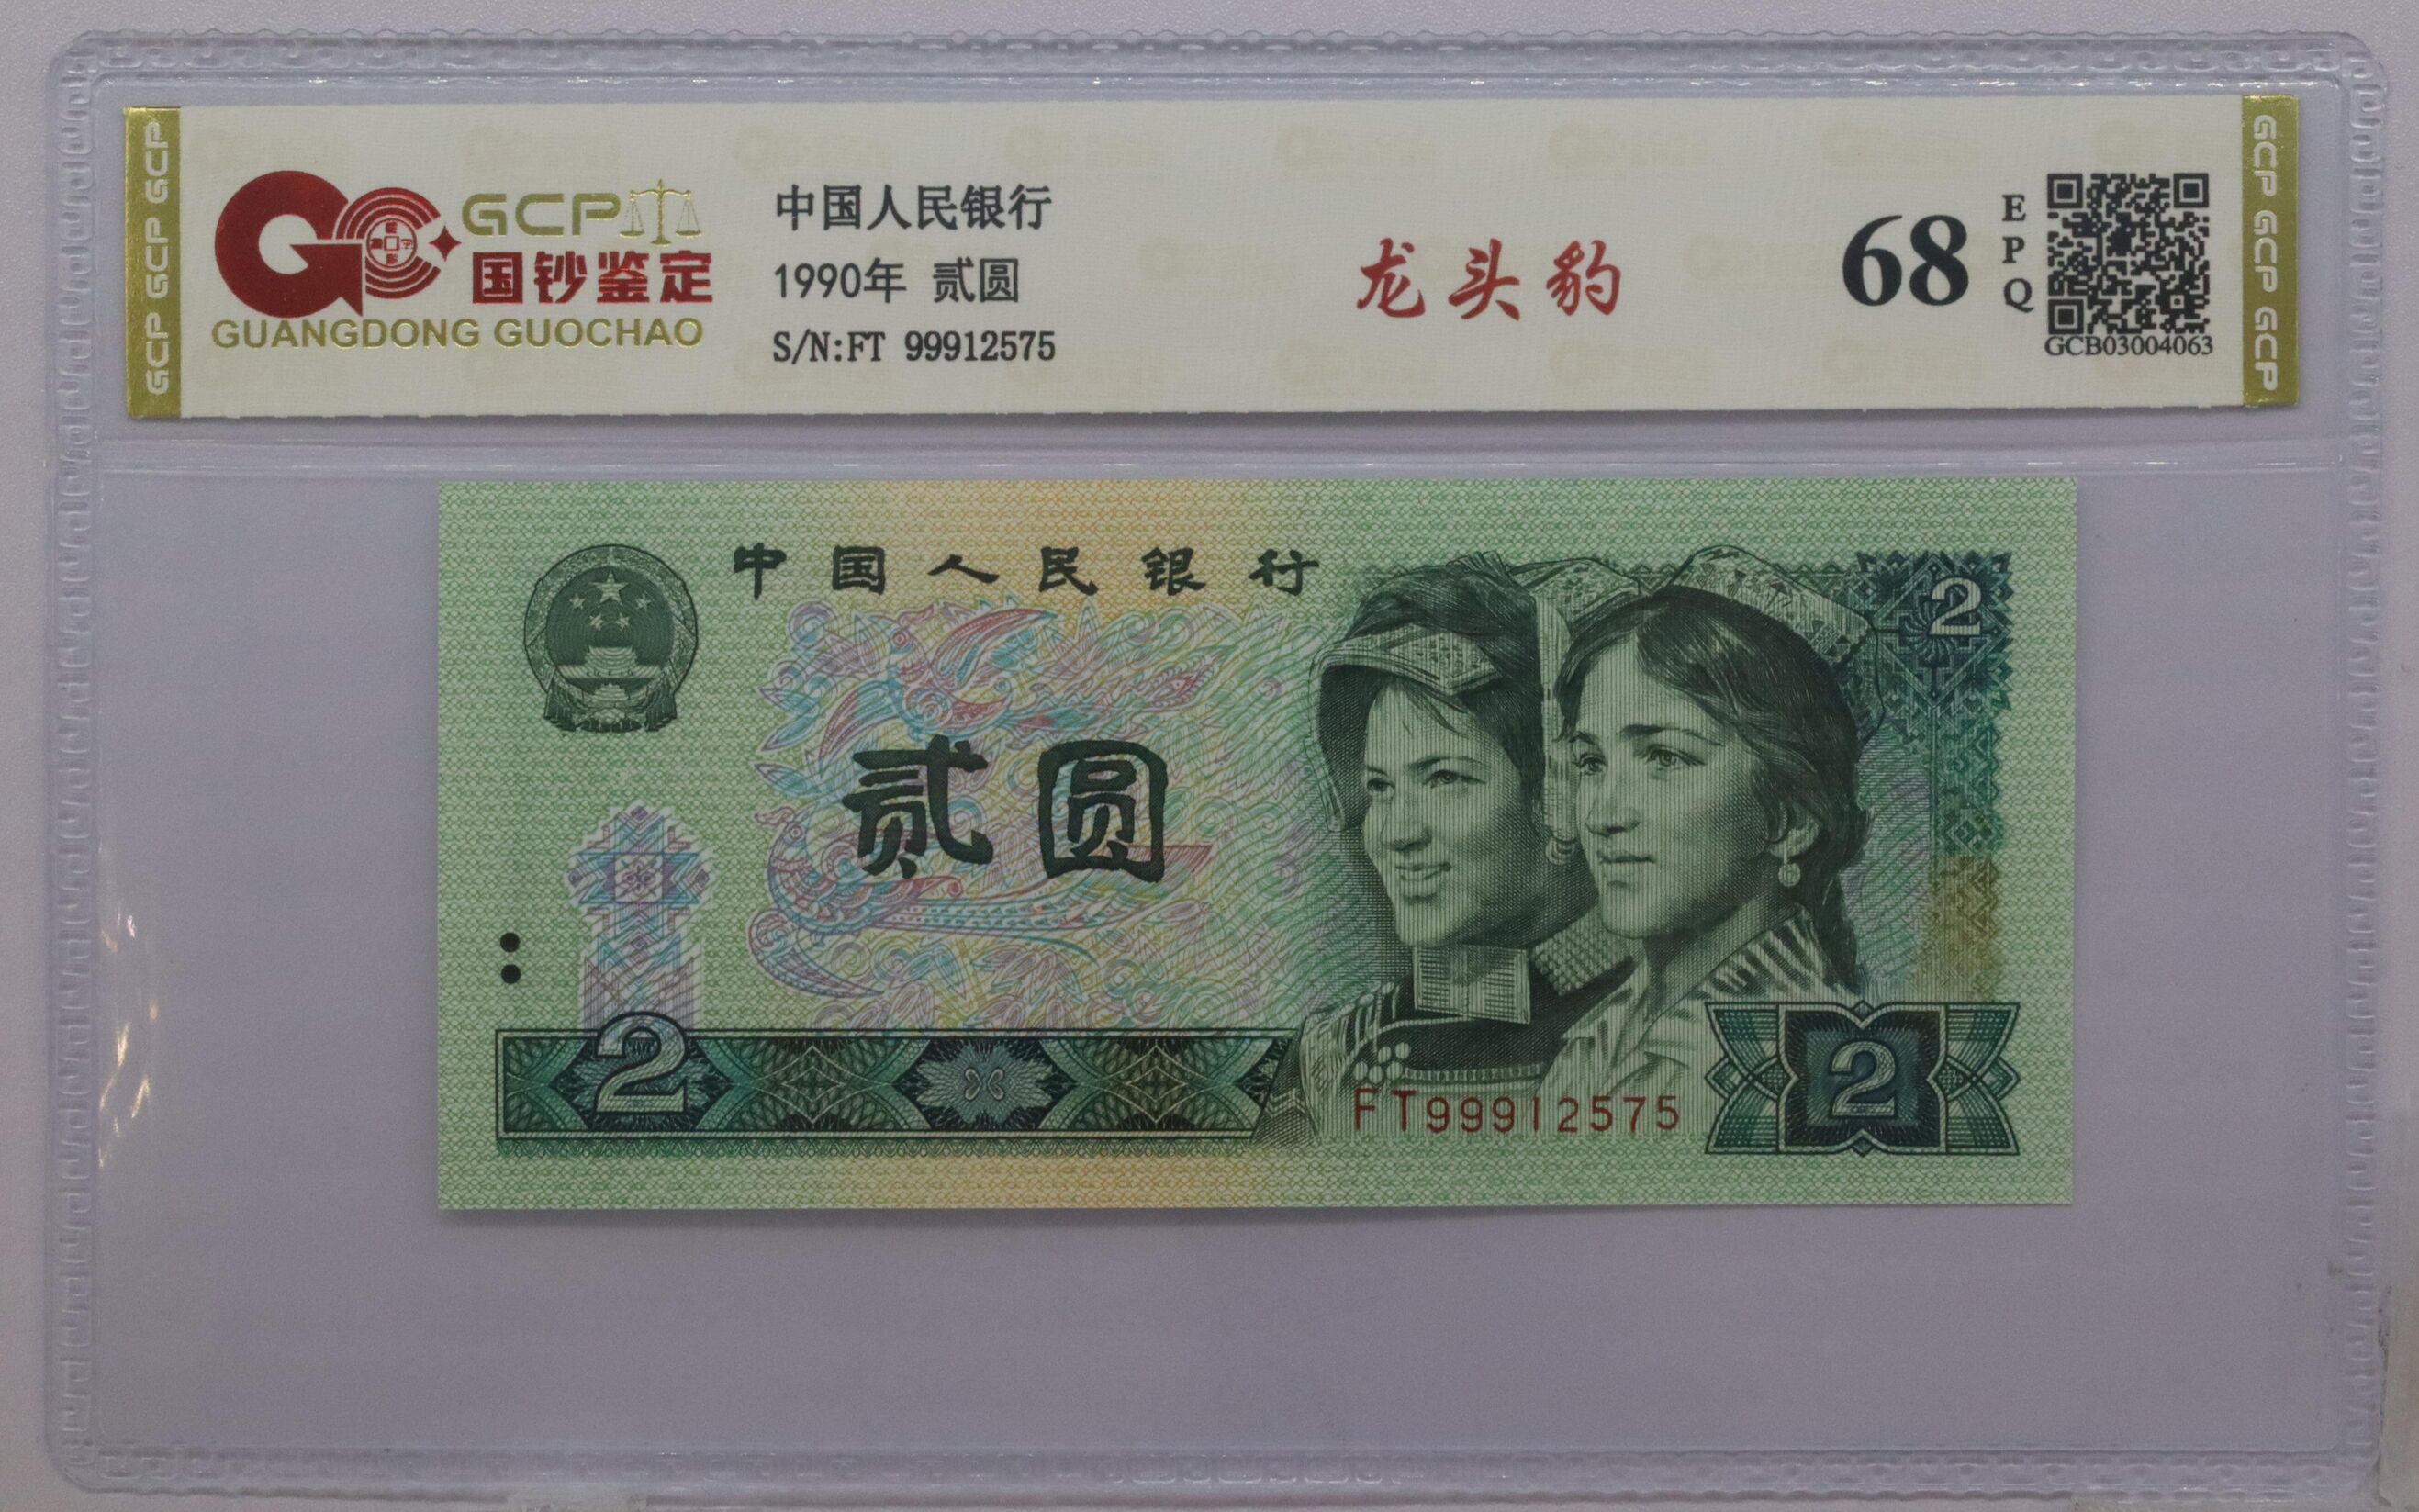 GCP GCP GCP
GCP
国钞鉴定
GUANGDONG GUOCHAO
中国人民银行
1990年 贰圆
S/N:FT 99912575
龙头豹
68
EPQ
GCB03004063
GCP GCP GCP
中国人民银行
2
贰圆
2
FT99912575
2